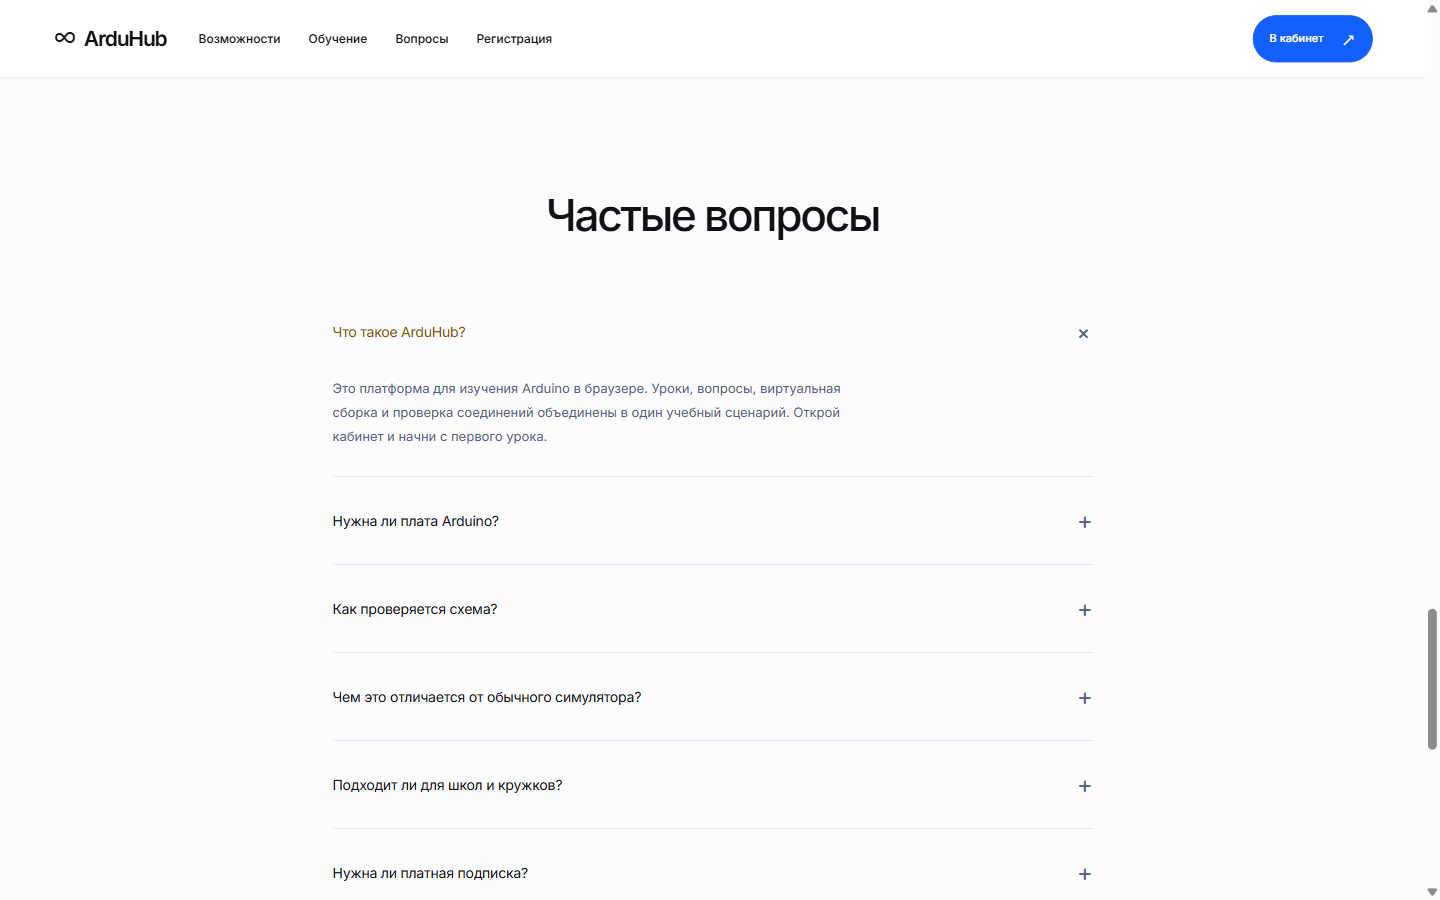 ArduHub
Возможности
Обучение
Вопросы
Регистрация
В кабинет
Частые вопросы
Что такое ArduHub?
Это платформа для изучения Arduino в браузере. Уроки, вопросы, виртуальная
сборка и проверка соединений объединены в один учебный сценарий. Открой
кабинет и начни с первого урока.
Нужна ли плата Arduino?
Как проверяется схема?
Чем это отличается от обычного симулятора?
Подходит ли для школ и кружков?
Нужна ли платная подписка?